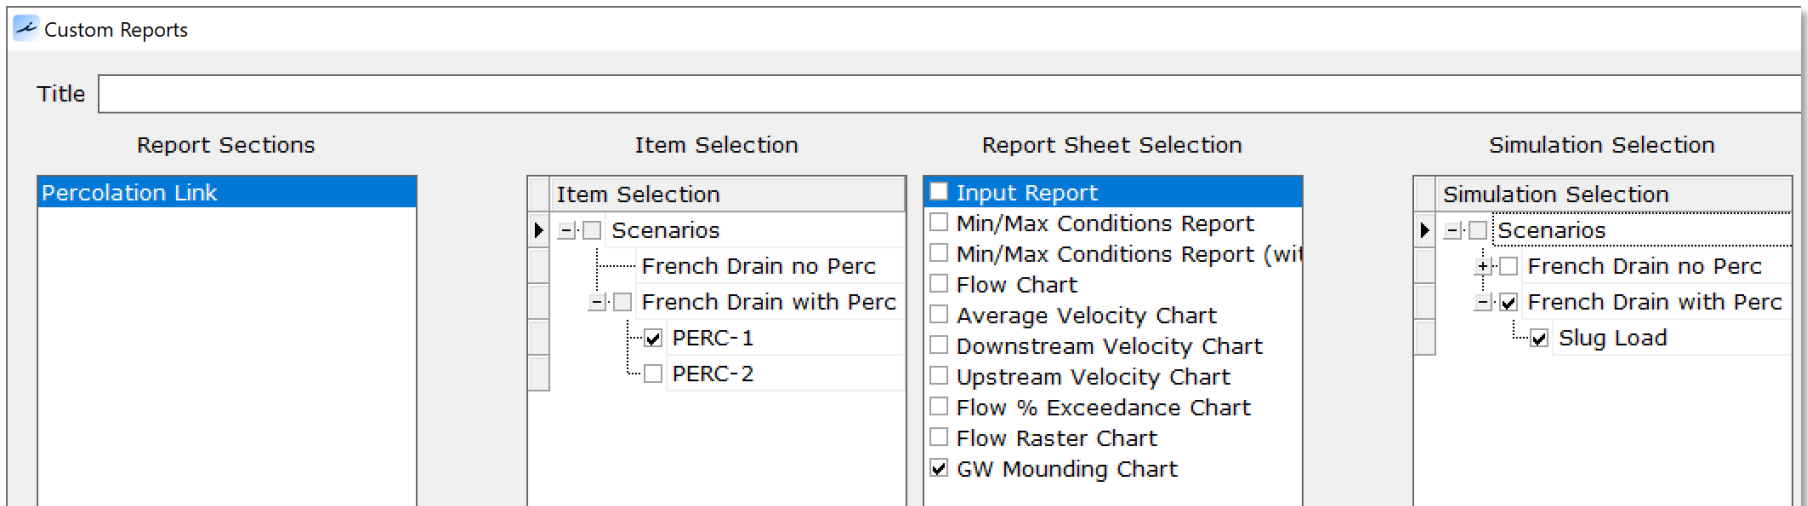 Custom Reports
Title
Report Sections
Item Selection
Report Sheet Selection
Simulation Selection
Percolation Link
Item Selection
Scenarios
French Drain no Perc
French Drain with Perc
PERC-1
PERC-2
Input Report
Min/Max Conditions Report
Min/Max Conditions Report (wit
Flow Chart
Average Velocity Chart
Downstream Velocity Chart
Upstream Velocity Chart
Flow % Exceedance Chart
Flow Raster Chart
GW Mounding Chart
Simulation Selection
Scenarios
French Drain no Perc
French Drain with Perc
Slug Load